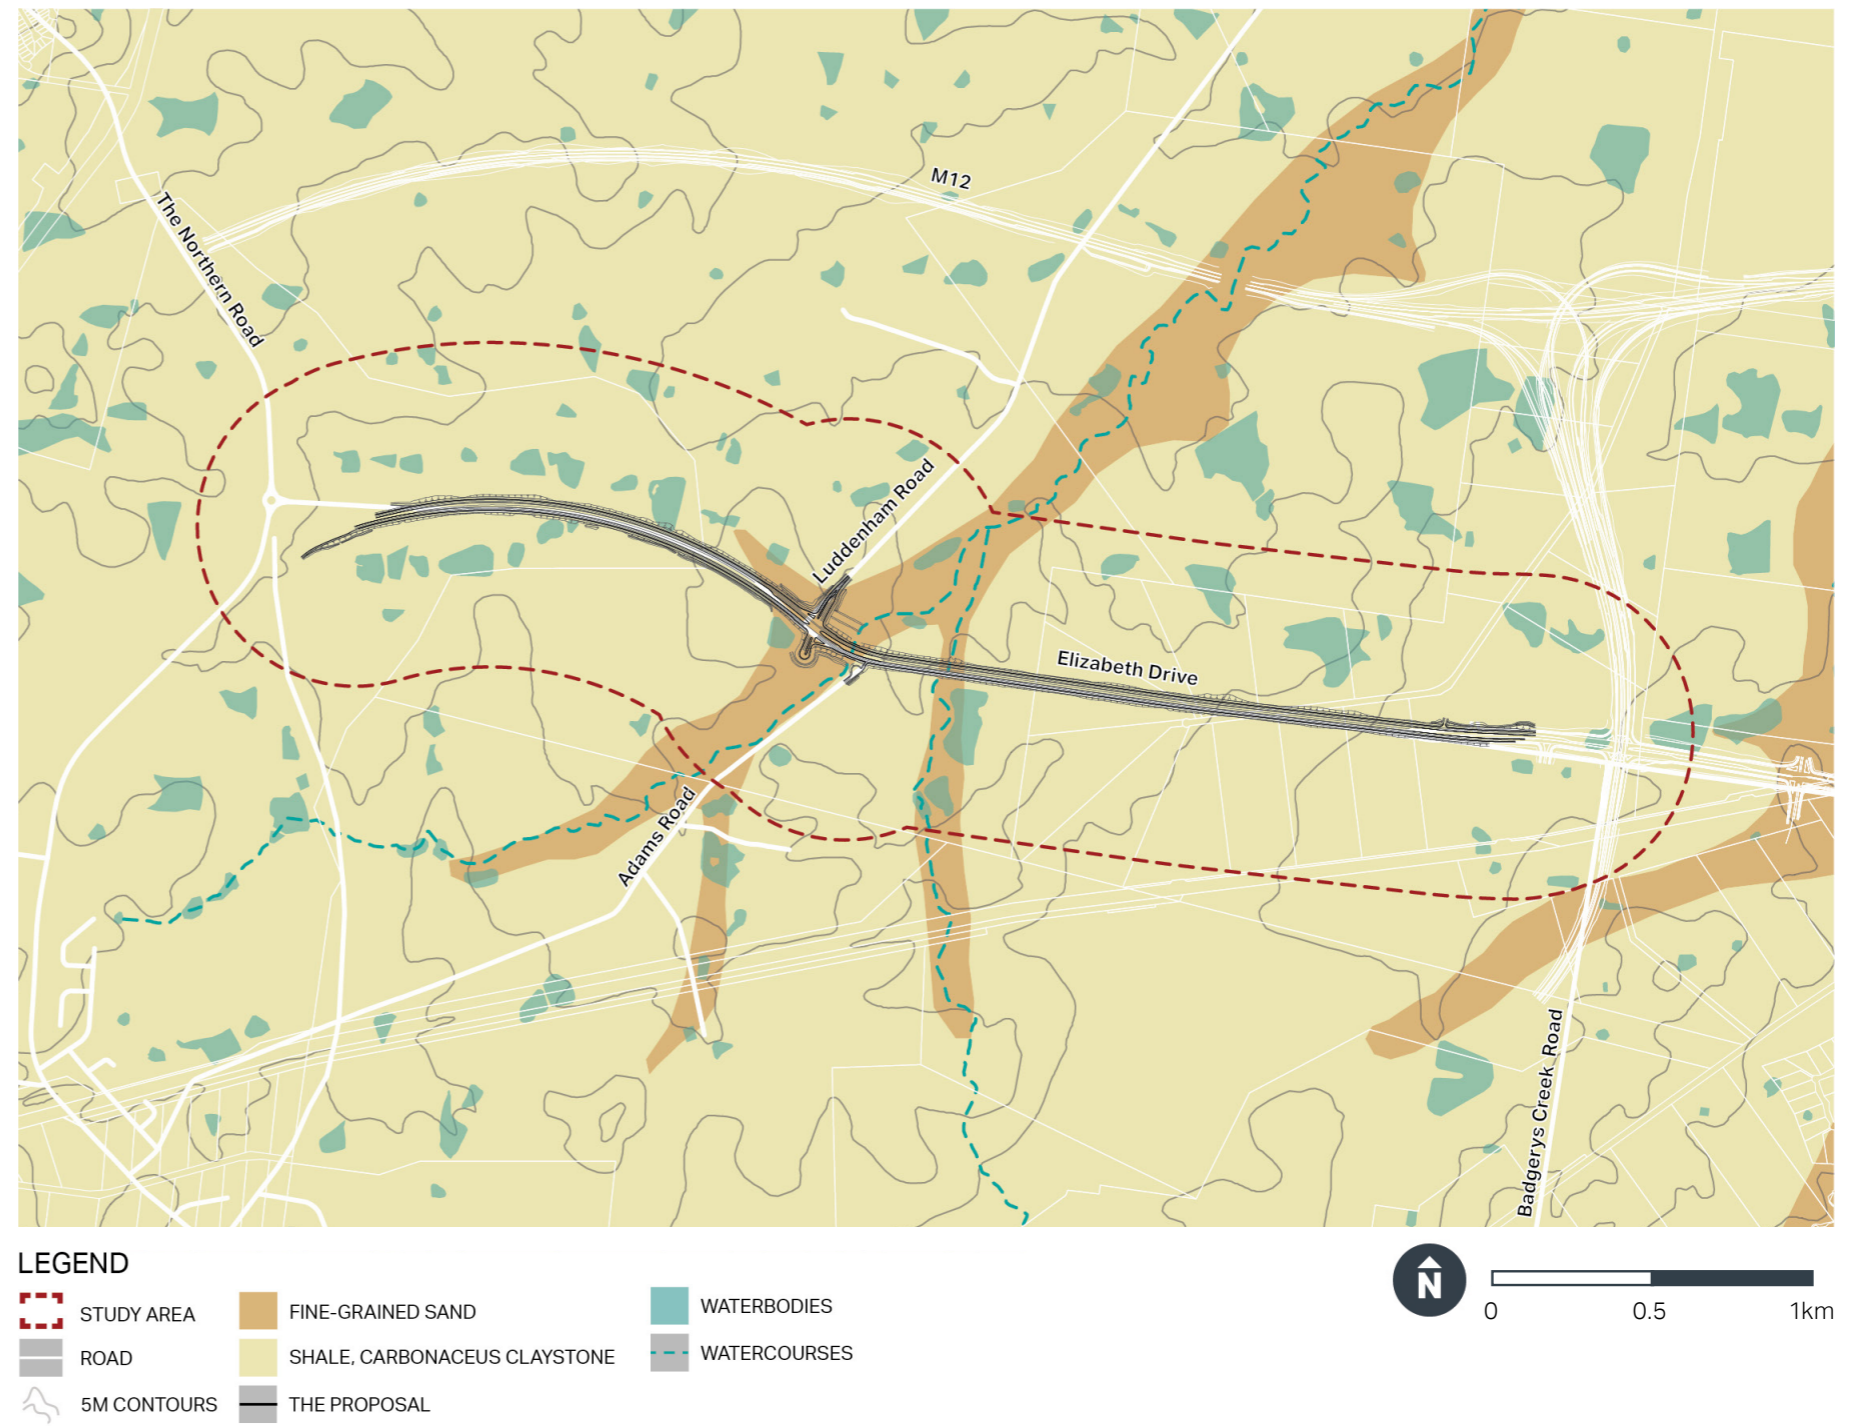 M12
The Northern Road
Luddenham Road
Elizabeth Drive
Adams Road
Badgerys Creek Road
LEGEND
STUDY AREA
ROAD
5M CONTOURS
FINE-GRAINED SAND
SHALE, CARBONACEUS CLAYSTONE
THE PROPOSAL
WATERBODIES
WATERCOURSES
N
0 0.5 1km